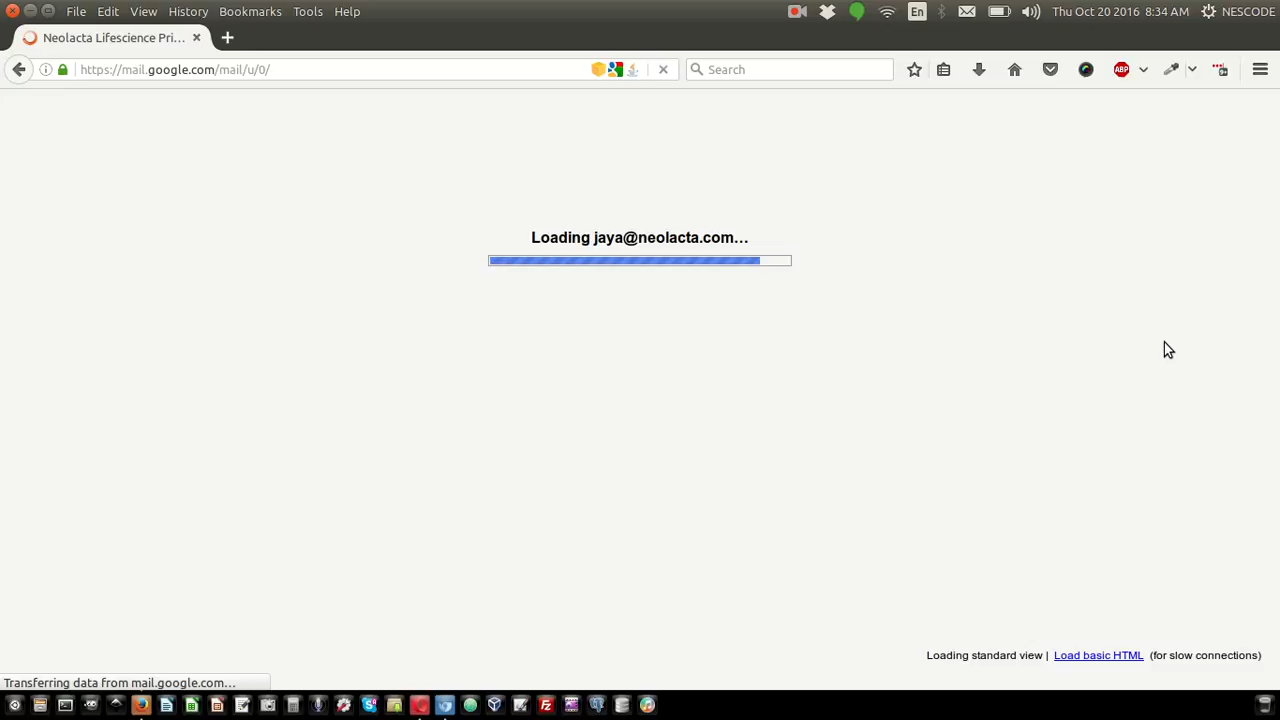 File Edit View History Bookmarks Tools Help En Thu Oct 20 2016 8:34 AM NESCODE
Neolacta Lifescience Pri...
https://mail.google.com/mail/u/0/ Search ABP
Loading jaya@neolacta.com...
Loading standard view | Load basic HTML (for slow connections)
Transferring data from mail.google.com...